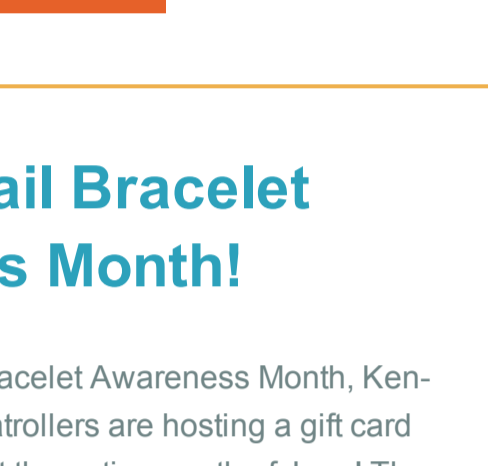 ail Bracelet
s Month!
acelet Awareness Month, Ken-
trollers are hosting a gift card